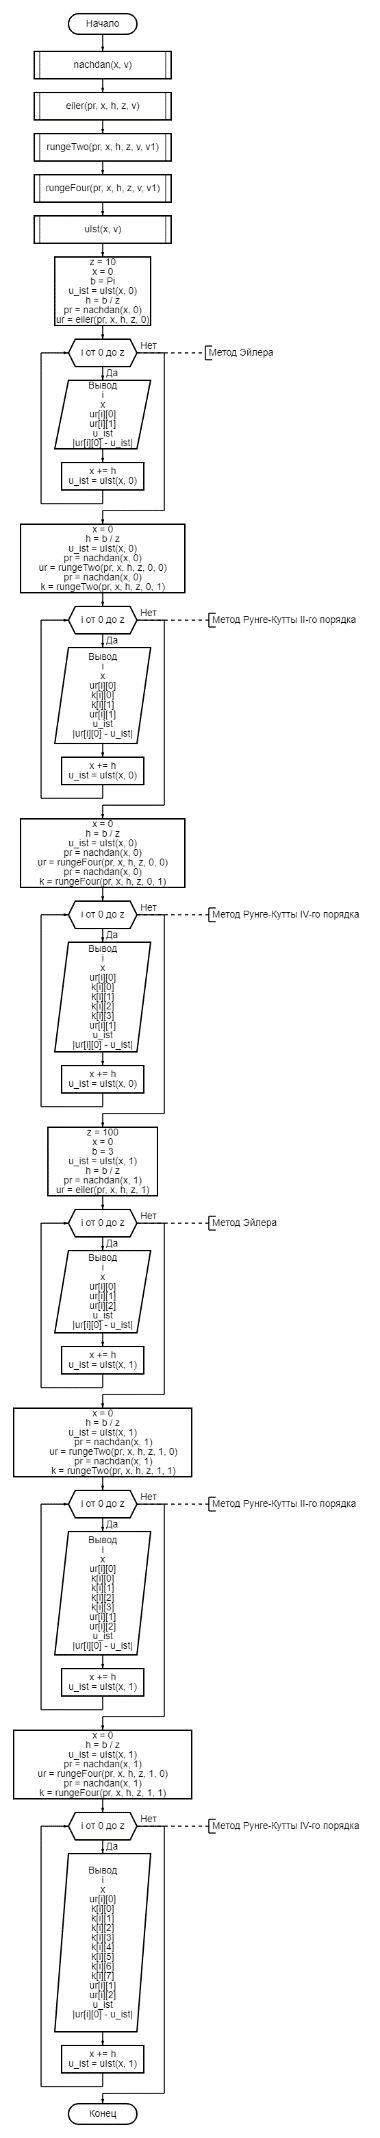 Начало
nachdan(x, v)
eiler(pr, x, h, z, v)
rungeTwo(pr, x, h, z, v, v1)
rungeFour(pr, x, h, z, v, v1)
uIst(x, v)
z = 10
x = 0
b = Pi
u_ist = uIst(x, 0)
h = b / z
pr = nachdan(x, 0)
ur = eiler(pr, x, h, z, 0)
Нет
i от 0 до z
Метод Эйлера
Да
Вывод
i
x
ur[i][0]
ur[i][1]
u_ist
|ur[i][0] - u_ist|
x += h
u_ist = uIst(x, 0)
x = 0
h = b / z
u_ist = uIst(x, 0)
pr = nachdan(x, 0)
ur = rungeTwo(pr, x, h, z, 0, 0)
pr = nachdan(x, 0)
k = rungeTwo(pr, x, h, z, 0, 1)
Нет
i от 0 до z
Метод Рунге-Кутты II-го порядка
Да
Вывод
i
x
ur[i][0]
k[i][0]
k[i][1]
ur[i][1]
u_ist
|ur[i][0] - u_ist|
x += h
u_ist = uIst(x, 0)
x = 0
h = b / z
u_ist = uIst(x, 0)
pr = nachdan(x, 0)
ur = rungeFour(pr, x, h, z, 0, 0)
pr = nachdan(x, 0)
k = rungeFour(pr, x, h, z, 0, 1)
Нет
i от 0 до z
Метод Рунге-Кутты IV-го порядка
Да
Вывод
i
x
ur[i][0]
k[i][0]
k[i][1]
k[i][2]
k[i][3]
ur[i][1]
u_ist
|ur[i][0] - u_ist|
x += h
u_ist = uIst(x, 0)
z = 100
x = 0
b = 3
u_ist = uIst(x, 1)
h = b / z
pr = nachdan(x, 1)
ur = eiler(pr, x, h, z, 1)
Нет
i от 0 до z
Метод Эйлера
Да
Вывод
i
x
ur[i][0]
ur[i][1]
ur[i][2]
u_ist
|ur[i][0] - u_ist|
x += h
u_ist = uIst(x, 1)
x = 0
h = b / z
u_ist = uIst(x, 1)
pr = nachdan(x, 1)
ur = rungeTwo(pr, x, h, z, 1, 0)
pr = nachdan(x, 1)
k = rungeTwo(pr, x, h, z, 1, 1)
Нет
i от 0 до z
Метод Рунге-Кутты II-го порядка
Да
Вывод
i
x
ur[i][0]
k[i][0]
k[i][1]
k[i][2]
k[i][3]
ur[i][1]
ur[i][2]
u_ist
|ur[i][0] - u_ist|
x += h
u_ist = uIst(x, 1)
x = 0
h = b / z
u_ist = uIst(x, 1)
pr = nachdan(x, 1)
ur = rungeFour(pr, x, h, z, 1, 0)
pr = nachdan(x, 1)
k = rungeFour(pr, x, h, z, 1, 1)
Нет
i от 0 до z
Метод Рунге-Кутты IV-го порядка
Да
Вывод
i
x
ur[i][0]
k[i][0]
k[i][1]
k[i][2]
k[i][3]
k[i][4]
k[i][5]
k[i][6]
k[i][7]
ur[i][1]
ur[i][2]
u_ist
|ur[i][0] - u_ist|
x += h
u_ist = uIst(x, 1)
Конец